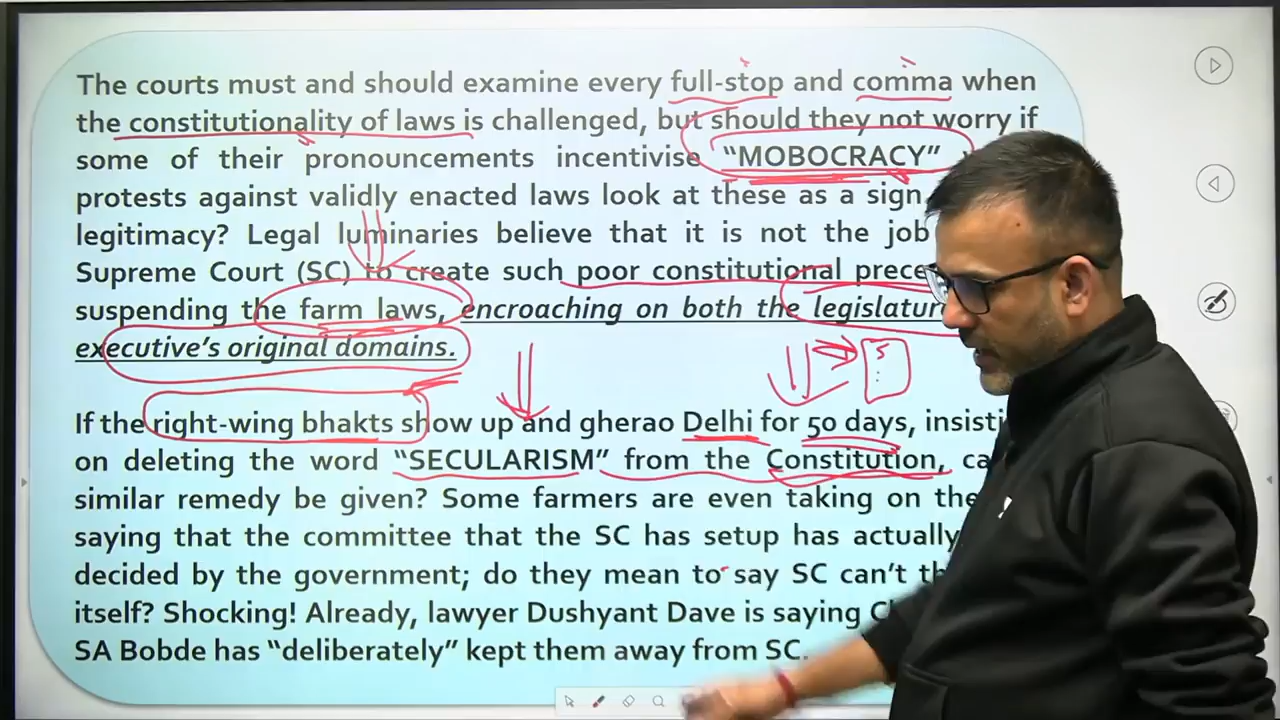 The courts must and should examine every full-stop and comma when
the constitutionality of laws is challenged, but should they not worry if
some of their pronouncements incentivise “MOBOCRACY”
protests against validly enacted laws look at these as a sign
legitimacy? Legal luminaries believe that it is not the job
Supreme Court (SC) to create such poor constitutional
suspending the farm laws, encroaching on both the
executive’s original domains.
If the right-wing bhakts show up and gherao Delhi for 50 days,
on deleting the word “SECULARISM” from the Constitution,
similar remedy be given? Some farmers are even taking on
saying that the committee that the SC has setup has actually
decided by the government; do they mean to say SC can’t
itself? Shocking! Already, lawyer Dushyant Dave is saying
SA Bobde has “deliberately” kept them away from SC.